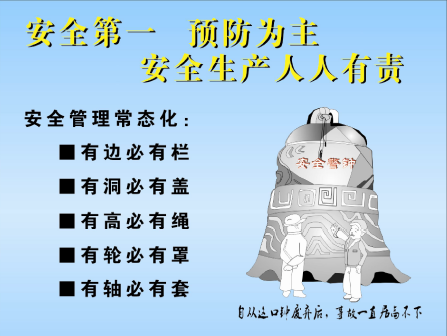 安全第一 预防为主
安全生产人人有责
安全管理常态化：
■有边必有栏
■有洞必有盖
■有高必有绳
■有轮必有罩
■有轴必有套
安全警钟
自从这口钟废弃后，事故一直居高不下